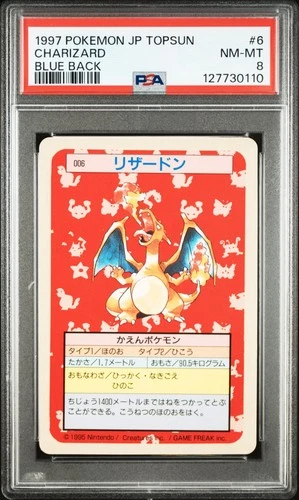 1997 POKEMON JP TOPSUN #6
CHARIZARD NM-MT
BLUE BACK PSA 8
127730110
006 リザードン
かえんポケモン
タイプ1/ほのお タイプ2/ひこう
たかさ/1.7メートル おもさ/90.5キログラム
おもなわざ/ひっかく・なきごえ
ひのこ
ちじょう1400メートルまではねをつかってとぶ
ことができる。こうねつのほのおをはく。
©1995 Nintendo / Creatures inc. / GAME FREAK inc.